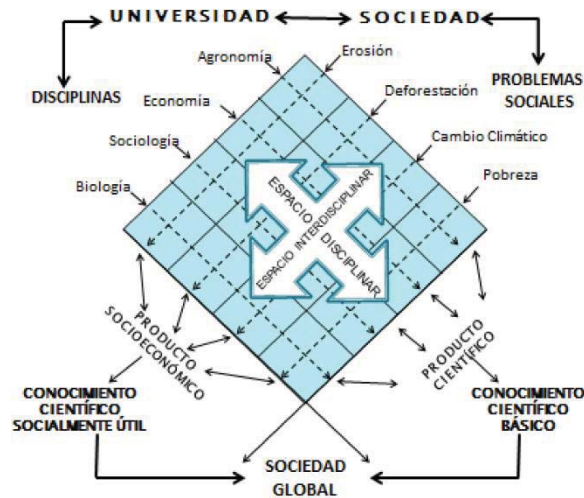 UNIVERSIDAD
SOCIEDAD
DISCIPLINAS
PROBLEMAS
SOCIALES
Agronomía
Economía
Sociología
Biología
Erosión
Deforestación
Cambio Climático
Pobreza
ESPACIO DISCIPLINAR
ESPACIO INTERDISCIPLINAR
PRODUCTO
SOCIOECONÓMICO
PRODUCTO
CIENTÍFICO
CONOCIMIENTO
CIENTÍFICO
SOCIALMENTE ÚTIL
CONOCIMIENTO
CIENTÍFICO
BÁSICO
SOCIEDAD
GLOBAL